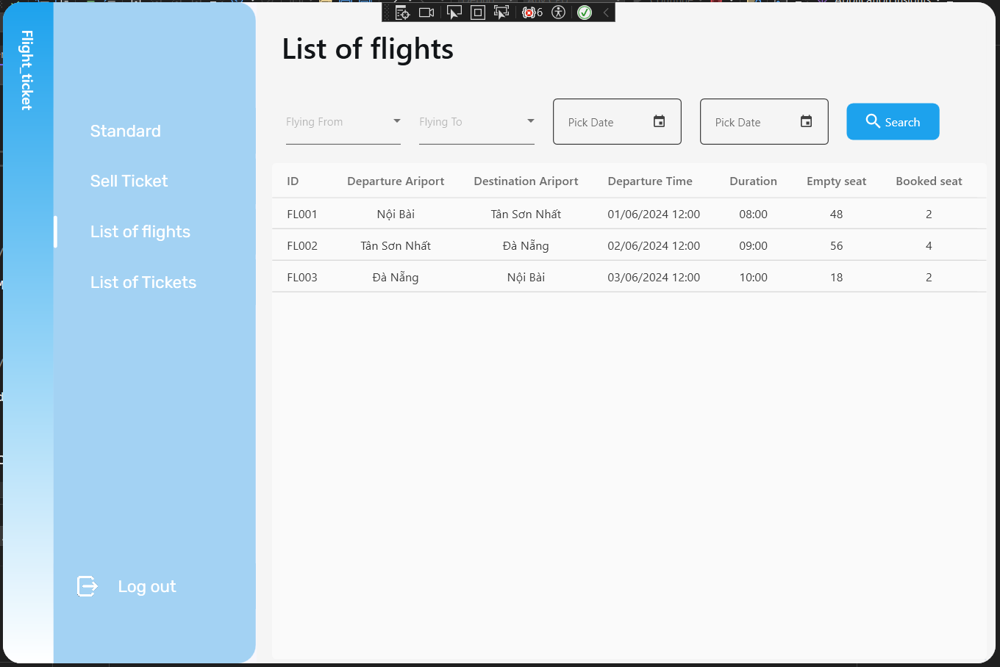 6
Flight_ticket
List of flights
Standard
Sell Ticket
List of flights
List of Tickets
Log out
Flying From
Flying To
Pick Date
Pick Date
Search
ID Departure Ariport Destination Ariport Departure Time Duration Empty seat Booked seat
FL001 Nội Bài Tân Sơn Nhất 01/06/2024 12:00 08:00 48 2
FL002 Tân Sơn Nhất Đà Nẵng 02/06/2024 12:00 09:00 56 4
FL003 Đà Nẵng Nội Bài 03/06/2024 12:00 10:00 18 2